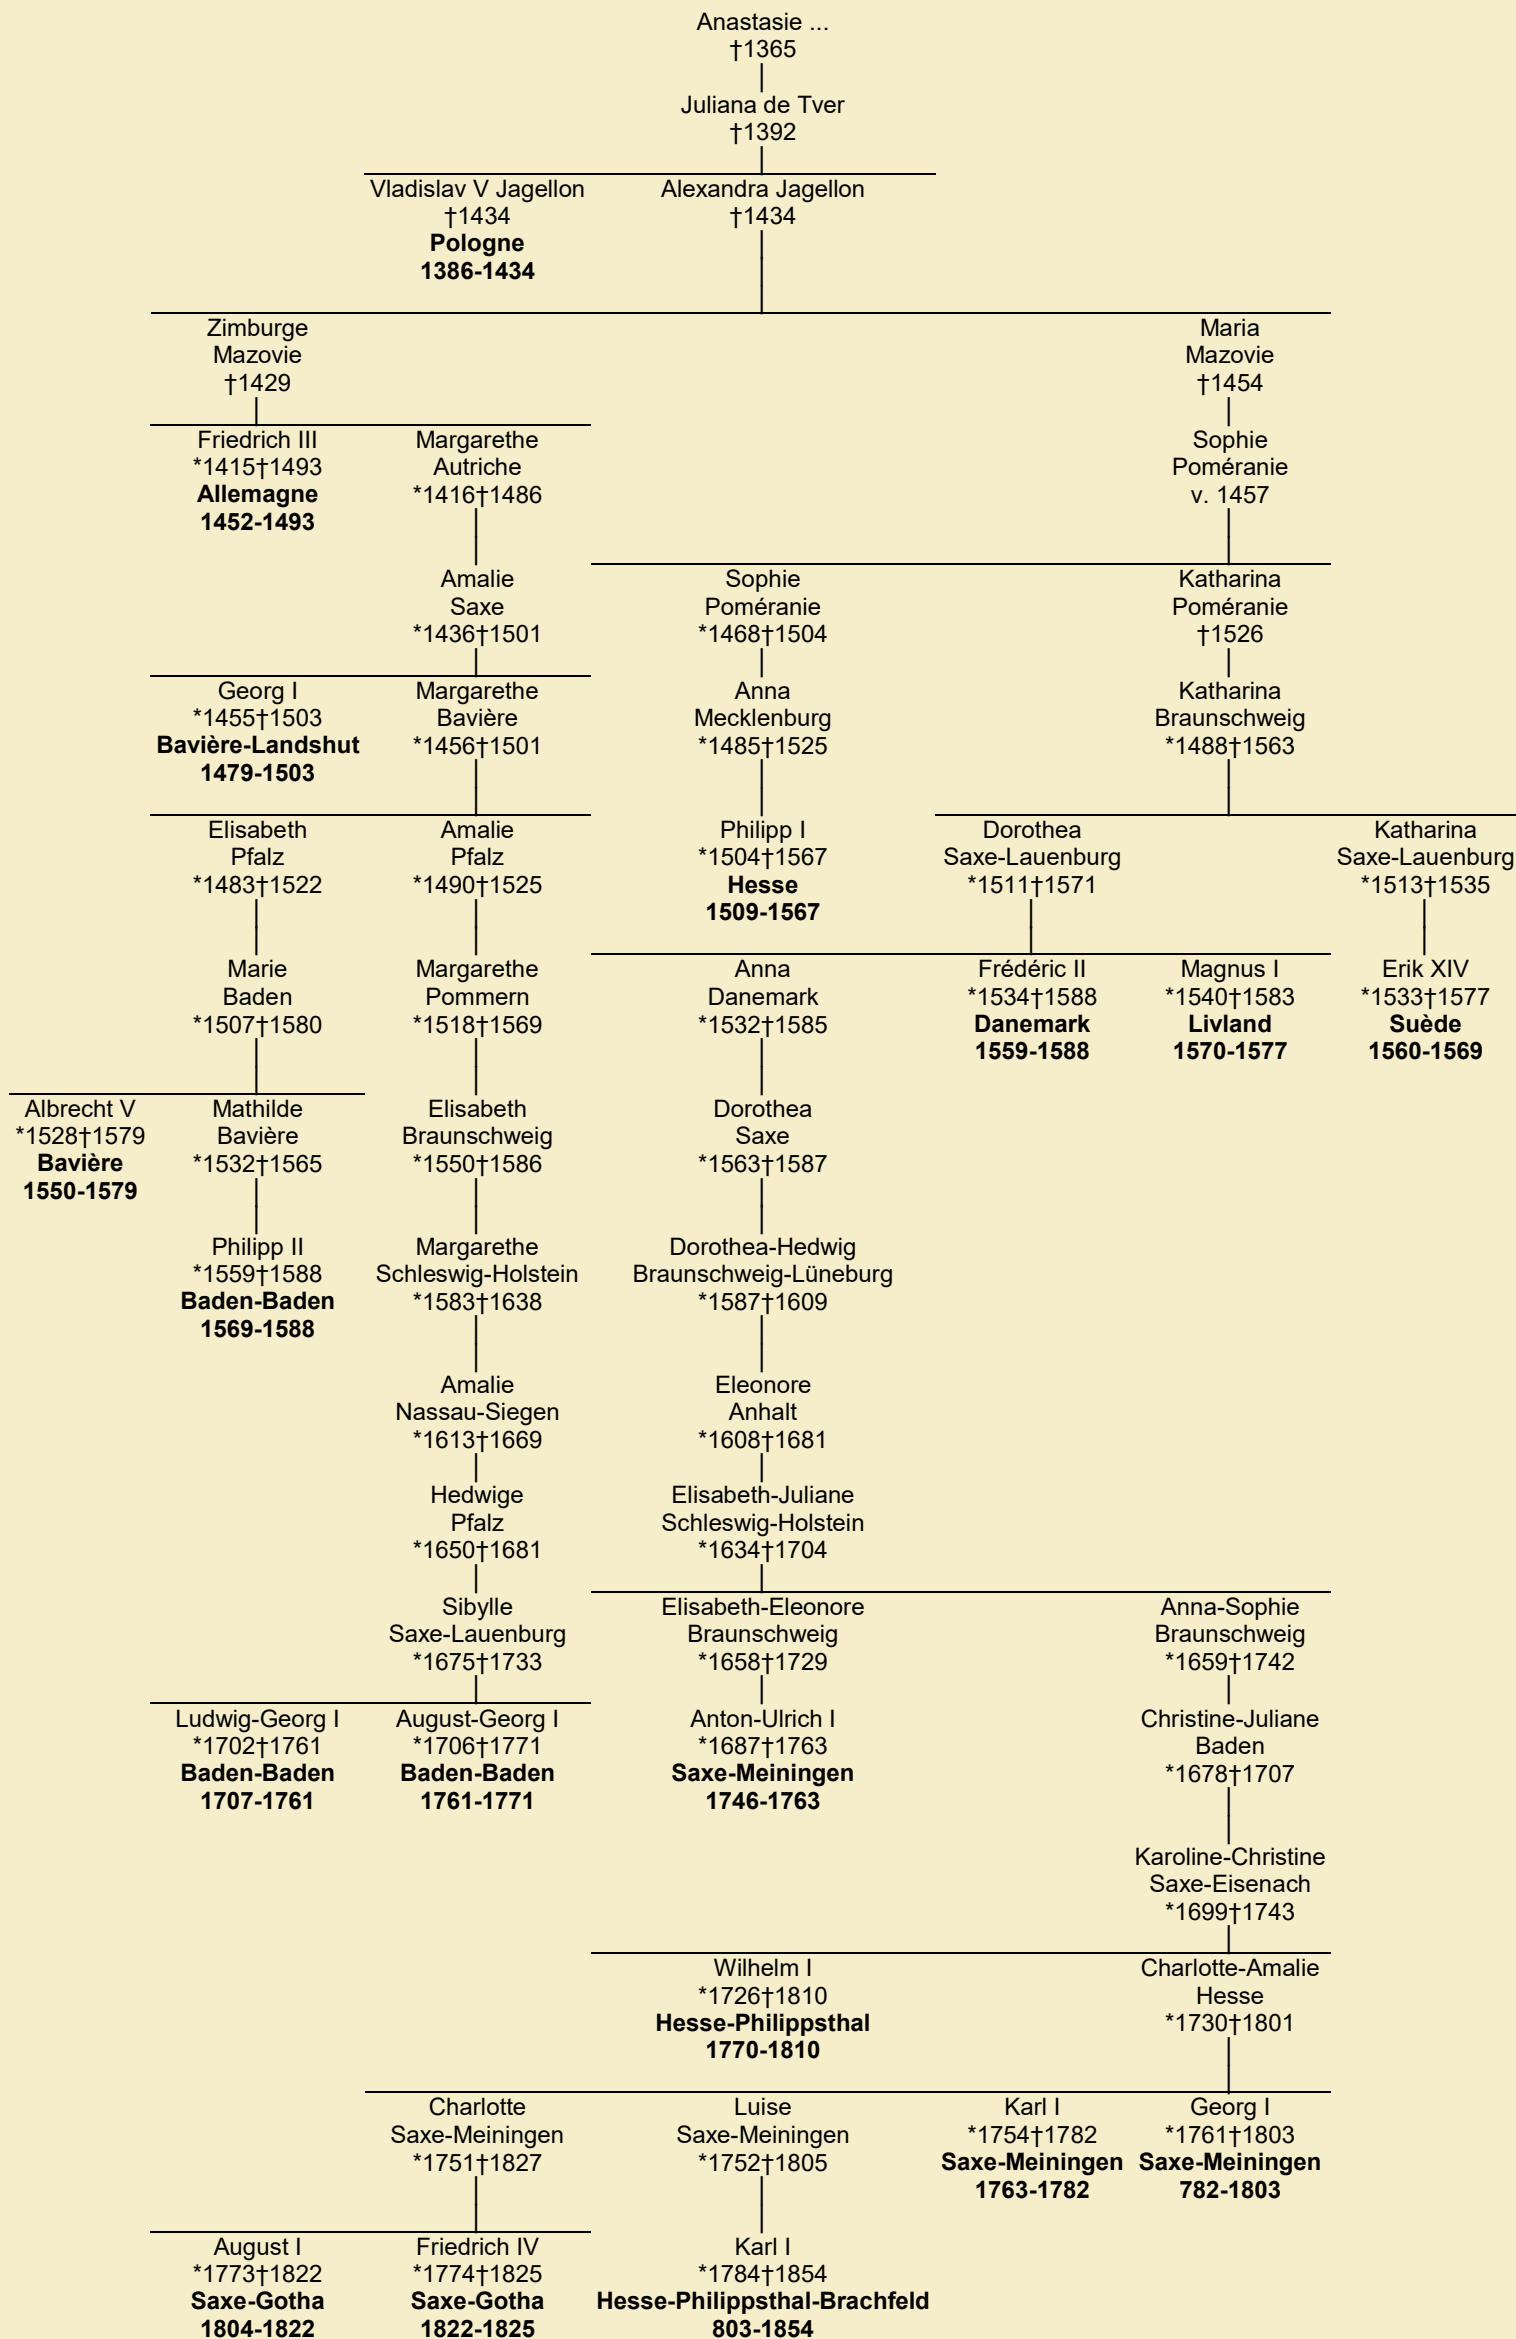 Anastasie ...
†1365
Juliana de Tver
†1392
Vladislav V Jagellon
†1434
Pologne
1386-1434
Alexandra Jagellon
†1434
Zimburge
Mazovie
†1429
Maria
Mazovie
†1454
Friedrich III
*1415†1493
Allemagne
1452-1493
Margarethe
Autriche
*1416†1486
Sophie
Poméranie
v. 1457
Amalie
Saxe
*1436†1501
Sophie
Poméranie
*1468†1504
Katharina
Poméranie
†1526
Georg I
*1455†1503
Bavière-Landshut
1479-1503
Margarethe
Bavière
*1456†1501
Anna
Mecklenburg
*1485†1525
Katharina
Braunschweig
*1488†1563
Elisabeth
Pfalz
*1483†1522
Amalie
Pfalz
*1490†1525
Philipp I
*1504†1567
Hesse
1509-1567
Dorothea
Saxe-Lauenburg
*1511†1571
Katharina
Saxe-Lauenburg
*1513†1535
Marie
Baden
*1507†1580
Margarethe
Pommern
*1518†1569
Anna
Danemark
*1532†1585
Frédéric II
*1534†1588
Danemark
1559-1588
Magnus I
*1540†1583
Livland
1570-1577
Erik XIV
*1533†1577
Suède
1560-1569
Albrecht V
*1528†1579
Bavière
1550-1579
Mathilde
Bavière
*1532†1565
Elisabeth
Braunschweig
*1550†1586
Dorothea
Saxe
*1563†1587
Philipp II
*1559†1588
Baden-Baden
1569-1588
Margarethe
Schleswig-Holstein
*1583†1638
Dorothea-Hedwig
Braunschweig-Lüneburg
*1587†1609
Amalie
Nassau-Siegen
*1613†1669
Eleonore
Anhalt
*1608†1681
Hedwige
Pfalz
*1650†1681
Elisabeth-Juliane
Schleswig-Holstein
*1634†1704
Sibylle
Saxe-Lauenburg
*1675†1733
Elisabeth-Eleonore
Braunschweig
*1658†1729
Anna-Sophie
Braunschweig
*1659†1742
Ludwig-Georg I
*1702†1761
Baden-Baden
1707-1761
August-Georg I
*1706†1771
Baden-Baden
1761-1771
Anton-Ulrich I
*1687†1763
Saxe-Meiningen
1746-1763
Christine-Juliane
Baden
*1678†1707
Karoline-Christine
Saxe-Eisenach
*1699†1743
Wilhelm I
*1726†1810
Hesse-Philippsthal
1770-1810
Charlotte-Amalie
Hesse
*1730†1801
Charlotte
Saxe-Meiningen
*1751†1827
Luise
Saxe-Meiningen
*1752†1805
Karl I
*1754†1782
Saxe-Meiningen
1763-1782
Georg I
*1761†1803
Saxe-Meiningen
782-1803
August I
*1773†1822
Saxe-Gotha
1804-1822
Friedrich IV
*1774†1825
Saxe-Gotha
1822-1825
Karl I
*1784†1854
Hesse-Philippsthal-Brachfeld
803-1854